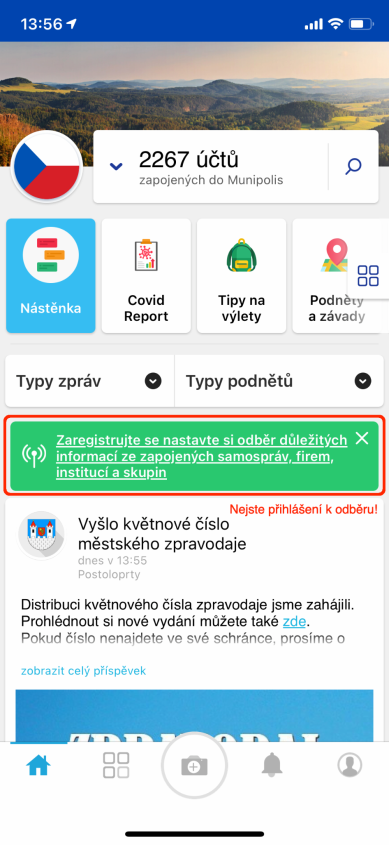 13:56
2267 účtů
zapojených do Munipolis
Nástěnka
Covid
Report
Tipy na
výlety
Podněty
a závady
Typy zpráv
Typy podnětů
Zaregistrujte se nastavte si odběr důležitých
informací ze zapojených samospráv, firem,
institucí a skupin
Nejste přihlášení k odběru!
Vyšlo květnové číslo
městského zpravodaje
dnes v 13:55
Postoloprty
Distribuci květnového čísla zpravodaje jsme zahájili.
Prohlédnout si nové vydání můžete také zde.
Pokud číslo nenajdete ve své schránce, prosíme o
zobrazit celý příspěvek